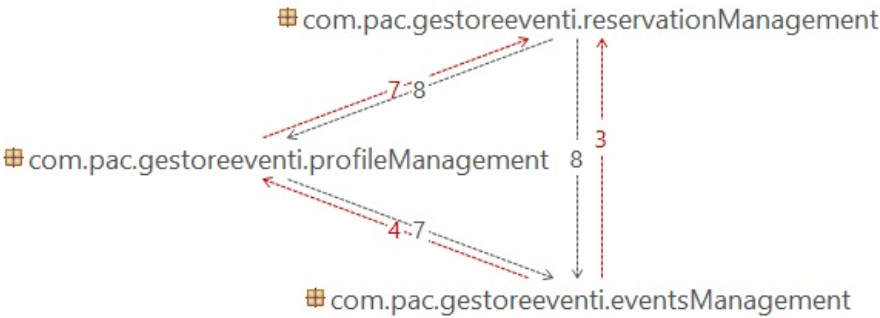 com.pac.gestoreeventi.reservationManagement
7 8
3
com.pac.gestoreeventi.profileManagement
8
4 7
com.pac.gestoreeventi.eventsManagement